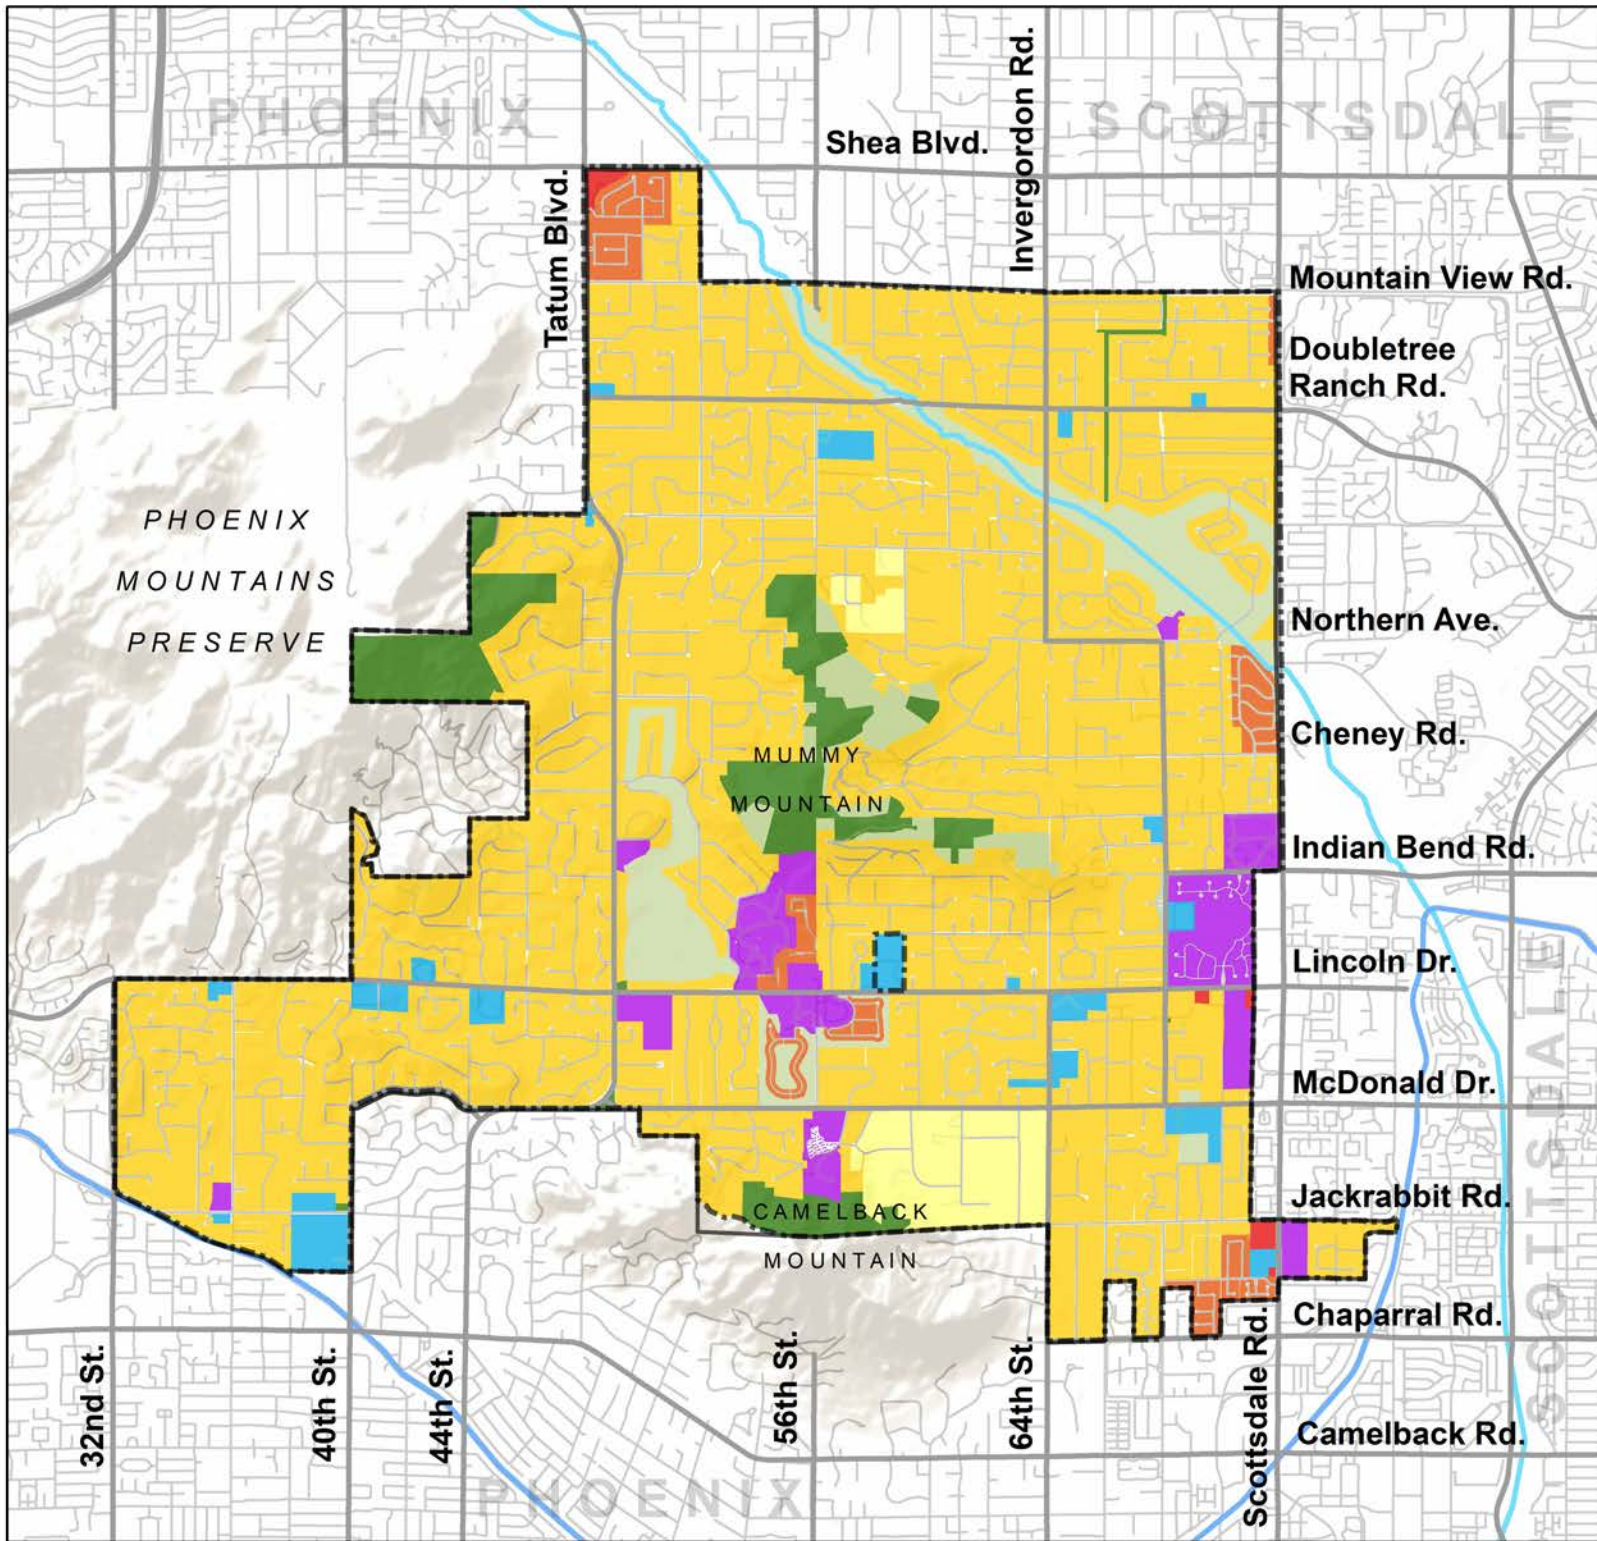 PHOENIX
SCOTTSDALE
Shea Blvd.
Invergordon Rd.
Tatum Blvd.
Mountain View Rd.
Doubletree
Ranch Rd.
PHOENIX
MOUNTAINS
PRESERVE
Northern Ave.
Cheney Rd.
MUMMY
MOUNTAIN
Indian Bend Rd.
Lincoln Dr.
McDonald Dr.
SCOTTSDALE
Jackrabbit Rd.
CAMELBACK
MOUNTAIN
Chaparral Rd.
32nd St.
40th St.
44th St.
56th St.
64th St.
Scottsdale Rd.
Camelback Rd.
PHOENIX